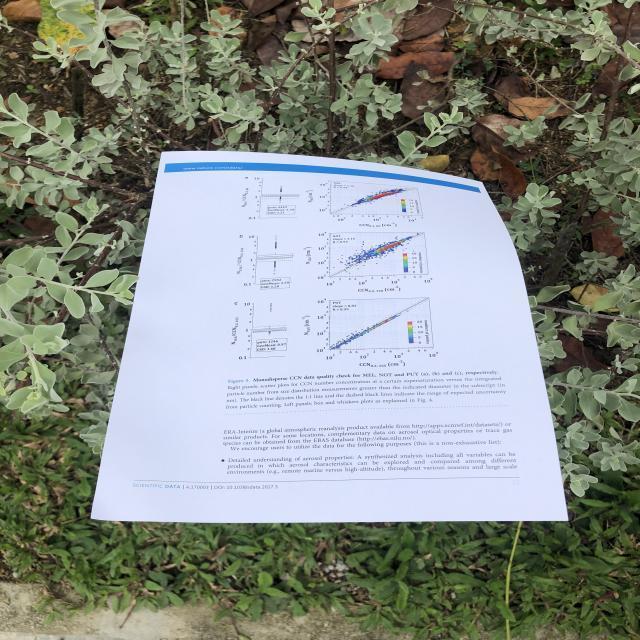 www.nature.com/sdata/
Figure 5. Monodisperse CCN data quality check for MEL, NOT and PUY (a), (b) and (c), respectively.
Right panels: scatter plots for CCN number concentration at a certain supersaturation versus the integrated
particle number from size distribution measurements greater than the indicated diameter in the subscript (in
nm). The black line denotes the 1:1 line and the dashed black lines indicate the range of expected uncertainty
from particle counting. Left panels: box and whiskers plots as explained in Fig. 4.
ERA-Interim (a global atmospheric reanalysis product available from http://apps.ecmwf.int/datasets/) or
similar products. For some locations, complementary data on aerosol optical properties or trace gas
species can be obtained from the EBAS database (http://ebas.nilu.no/).
We encourage users to utilize the data for the following purposes (this is a non-exhaustive list):
● Detailed understanding of aerosol properties: A synthesized analysis including all variables can be
produced in which aerosol characteristics can be explored and compared among different
environments (e.g., remote marine versus high-altitude), throughout various seasons and large scale
SCIENTIFIC DATA | 4:170003 | DOI: 10.1038/sdata.2017.3